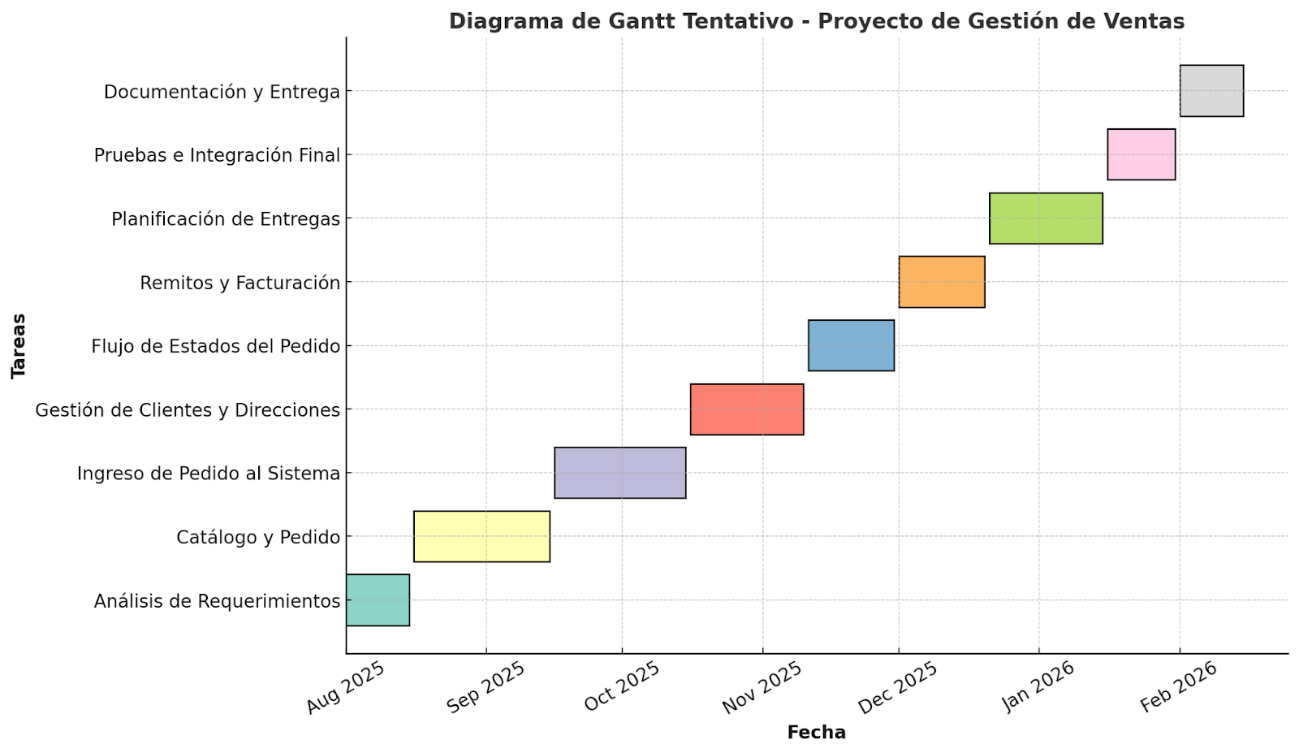 Diagrama de Gantt Tentativo - Proyecto de Gestión de Ventas
Tareas
Documentación y Entrega
Pruebas e Integración Final
Planificación de Entregas
Remitos y Facturación
Flujo de Estados del Pedido
Gestión de Clientes y Direcciones
Ingreso de Pedido al Sistema
Catálogo y Pedido
Análisis de Requerimientos
Aug 2025
Sep 2025
Oct 2025
Nov 2025
Dec 2025
Jan 2026
Feb 2026
Fecha